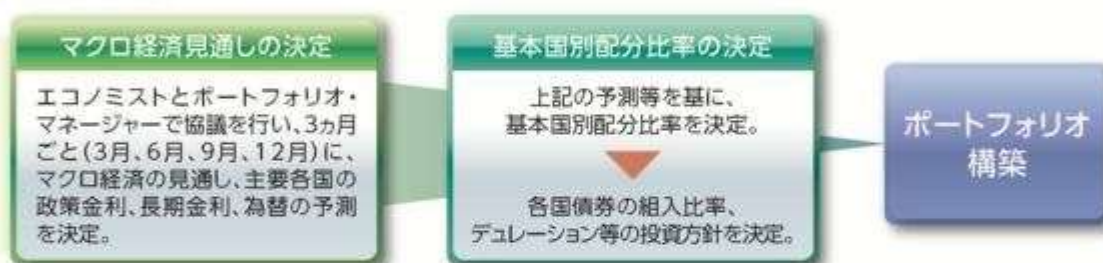 マクロ経済見通しの決定
エコノミストとポートフォリオ・
マネージャーで協議を行い、3ヵ月
ごと(3月、6月、9月、12月)に、
マクロ経済の見通し、主要各国の
政策金利、長期金利、為替の予測
を決定。
基本国別配分比率の決定
上記の予測等を基に、
基本国別配分比率を決定。
各国債券の組入比率、
デュレーション等の投資方針を決定。
ポートフォリオ
構築